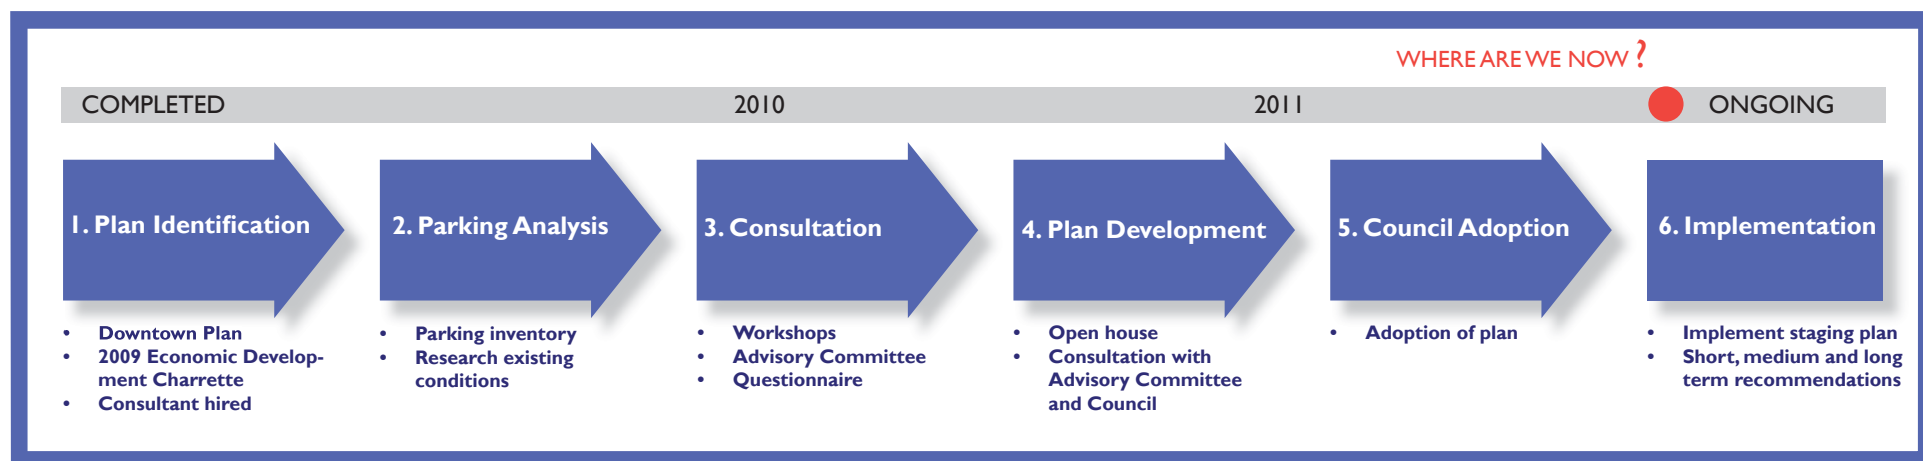 WHERE ARE WE NOW ?
COMPLETED 2010 2011 ONGOING
1. Plan Identification
2. Parking Analysis
3. Consultation
4. Plan Development
5. Council Adoption
6. Implementation
• Downtown Plan
• 2009 Economic Develop-
ment Charrette
• Consultant hired
• Parking inventory
• Research existing
conditions
• Workshops
• Advisory Committee
• Questionnaire
• Open house
• Consultation with
Advisory Committee
and Council
• Adoption of plan
• Implement staging plan
• Short, medium and long
term recommendations